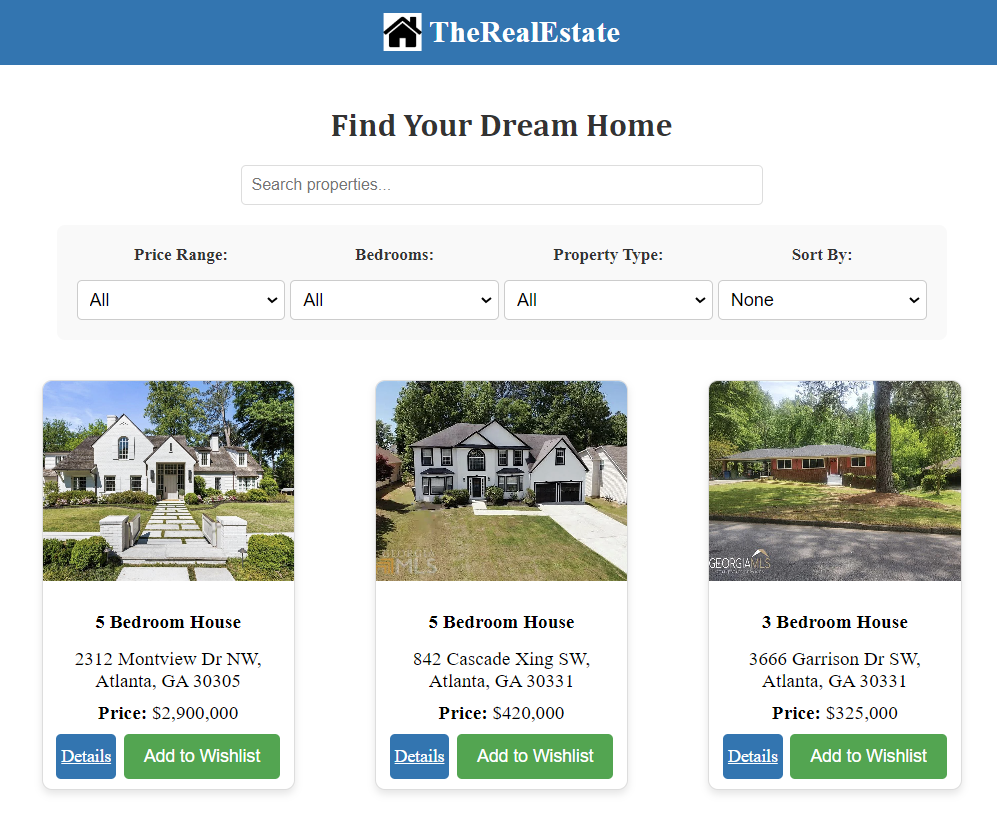 TheRealEstate
Find Your Dream Home
Search properties...
Price Range: Bedrooms: Property Type: Sort By:
All All All None
5 Bedroom House
2312 Montview Dr NW,
Atlanta, GA 30305
Price: $2,900,000
Details Add to Wishlist
MLS
5 Bedroom House
842 Cascade Xing SW,
Atlanta, GA 30331
Price: $420,000
Details Add to Wishlist
GEORGIAMLS
3 Bedroom House
3666 Garrison Dr SW,
Atlanta, GA 30331
Price: $325,000
Details Add to Wishlist